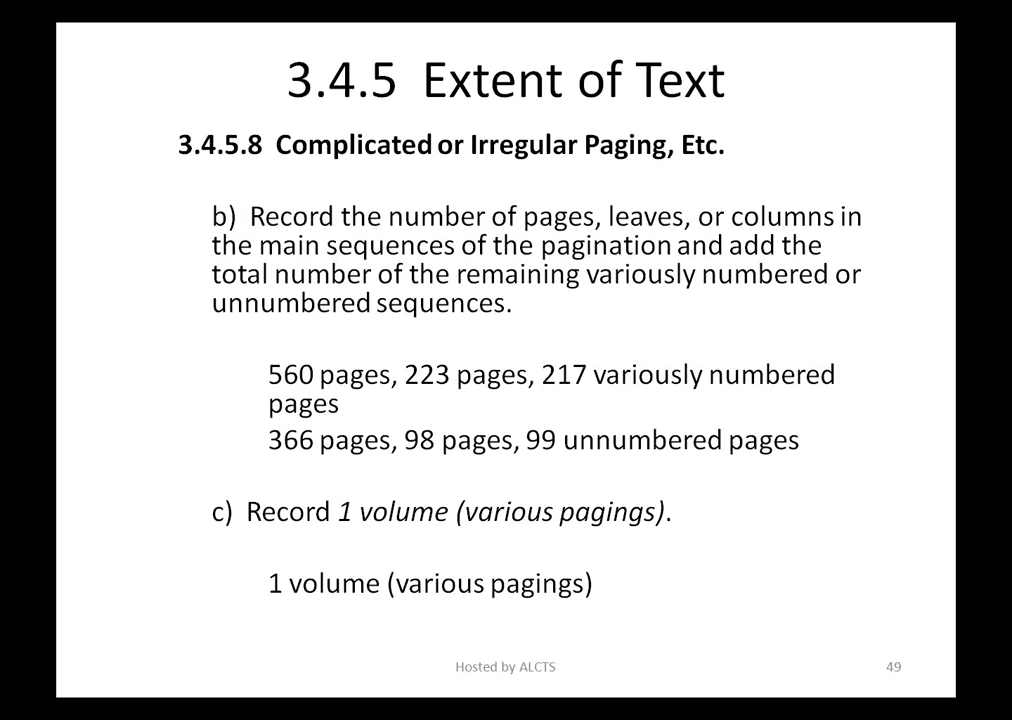 3.4.5 Extent of Text
3.4.5.8 Complicated or Irregular Paging, Etc.
b) Record the number of pages, leaves, or columns in
the main sequences of the pagination and add the
total number of the remaining variously numbered or
unnumbered sequences.
560 pages, 223 pages, 217 variously numbered
pages
366 pages, 98 pages, 99 unnumbered pages
c) Record 1 volume (various pagings).
1 volume (various pagings)
Hosted by ALCTS
49